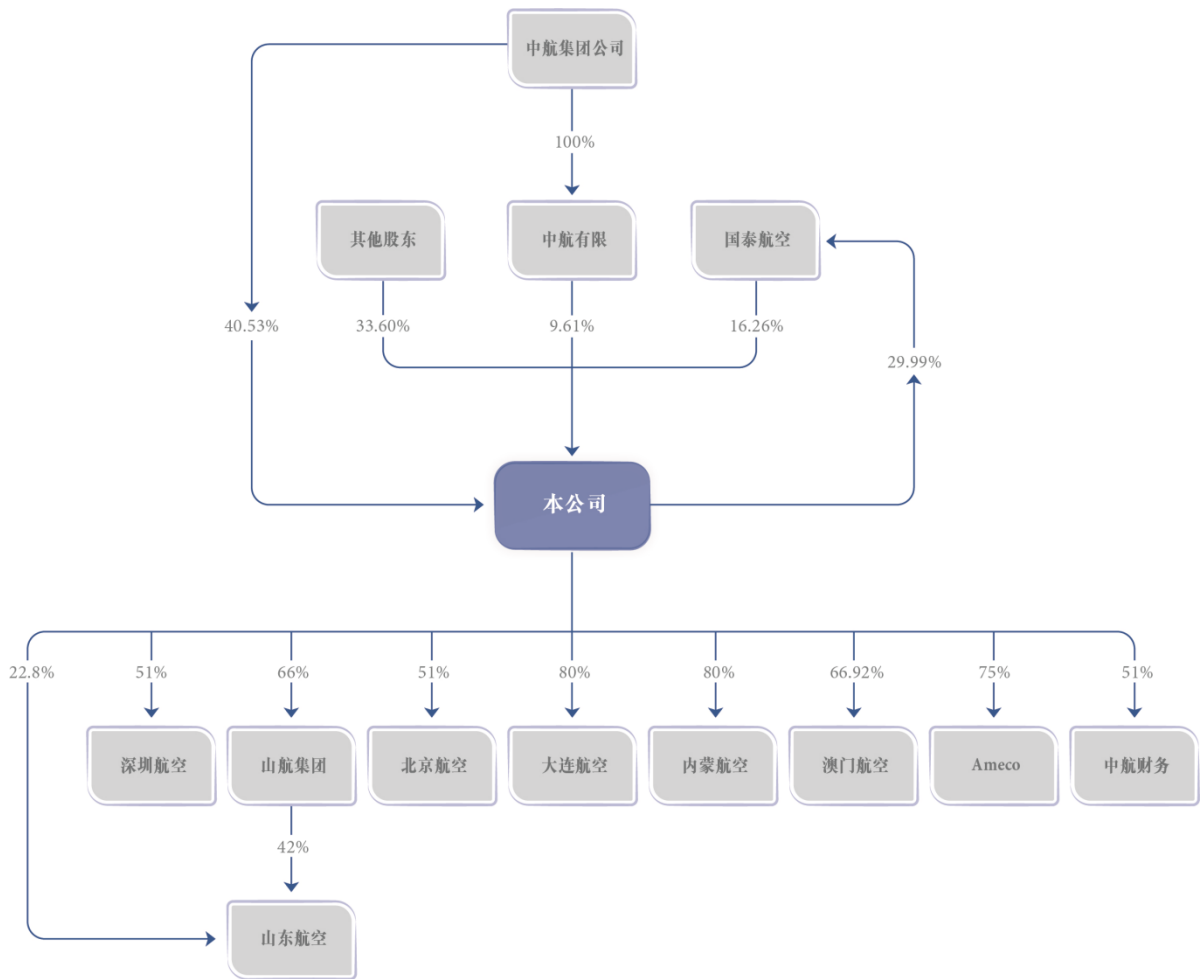 中航集团公司
100%
其他股东
中航有限
国泰航空
40.53%
33.60%
9.61%
16.26%
29.99%
本公司
22.8%
51%
66%
51%
80%
80%
66.92%
75%
51%
深圳航空
山航集团
北京航空
大连航空
内蒙航空
澳门航空
Ameco
中航财务
42%
山东航空